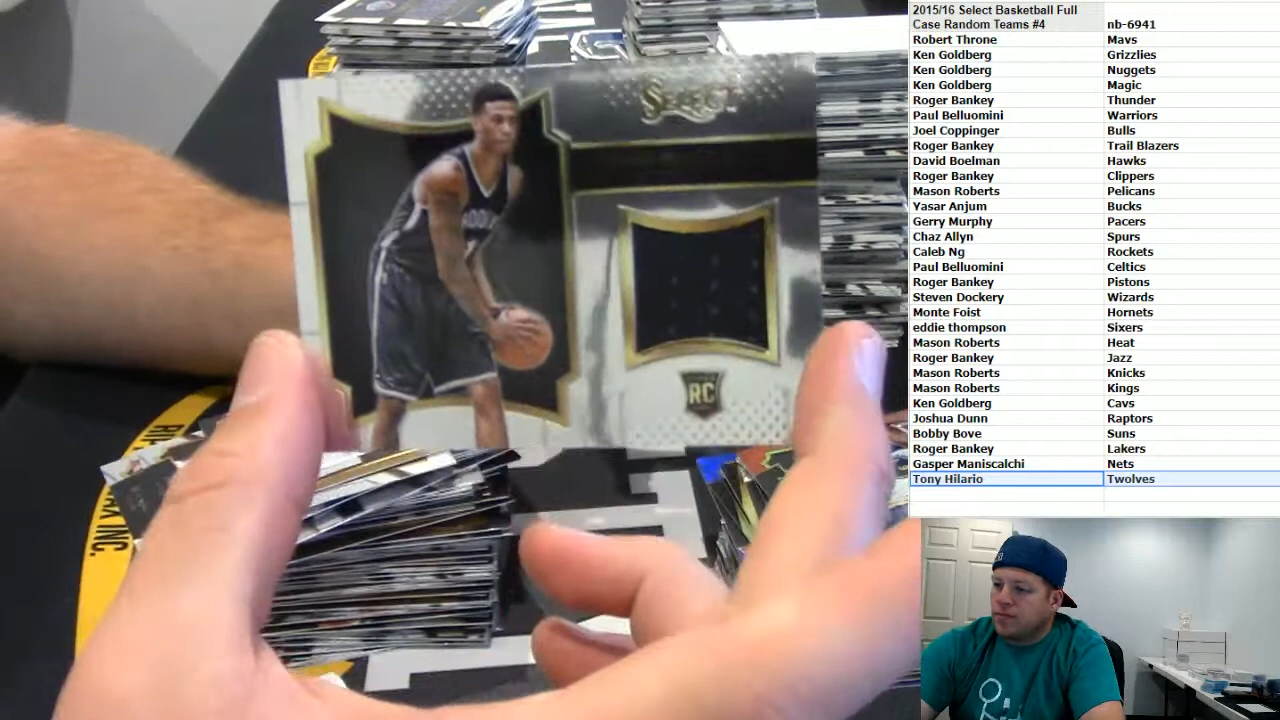 2015/16 Select Basketball Full
Case Random Teams #4 nb-6941
Robert Throne Mavs
Ken Goldberg Grizzlies
Ken Goldberg Nuggets
Ken Goldberg Magic
Roger Bankey Thunder
Paul Belluomini Warriors
Joel Coppinger Bulls
Roger Bankey Trail Blazers
David Boelman Hawks
Roger Bankey Clippers
Mason Roberts Pelicans
Yasar Anjum Bucks
Gerry Murphy Pacers
Chaz Allyn Spurs
Caleb Ng Rockets
Paul Belluomini Celtics
Roger Bankey Pistons
Steven Dockery Wizards
Monte Foist Hornets
eddie thompson Sixers
Mason Roberts Heat
Roger Bankey Jazz
Mason Roberts Knicks
Mason Roberts Kings
Ken Goldberg Cavs
Joshua Dunn Raptors
Bobby Bove Suns
Roger Bankey Lakers
Gasper Maniscalchi Nets
Tony Hilario Twolves
SELECT
RC
INC.